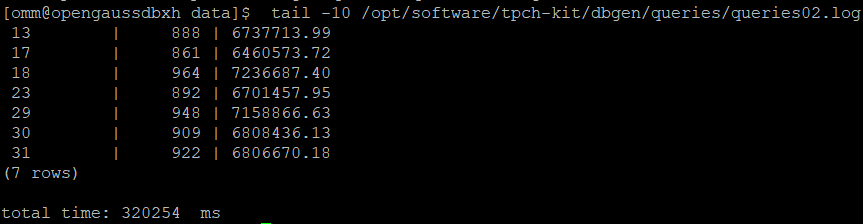 [omm@opengaussdbxh data]$  tail -10 /opt/software/tpch-kit/dbgen/queries/queries02.log
 13         |     888 | 6737713.99
 17         |     861 | 6460573.72
 18         |     964 | 7236687.40
 23         |     892 | 6701457.95
 29         |     948 | 7158866.63
 30         |     909 | 6808436.13
 31         |     922 | 6806670.18
(7 rows)

total time: 320254  ms